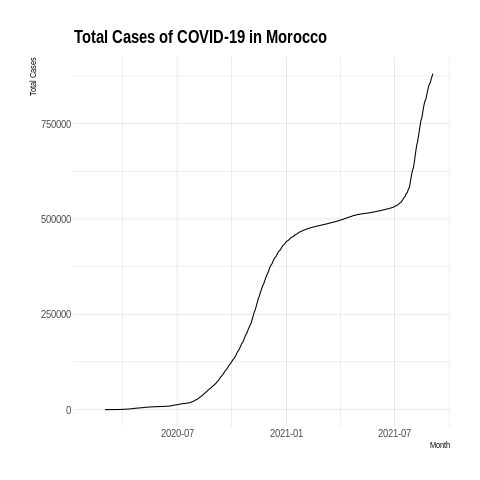 Total Cases of COVID-19 in Morocco
Total Cases
750000
500000
250000
0
2020-07
2021-01
2021-07
Month